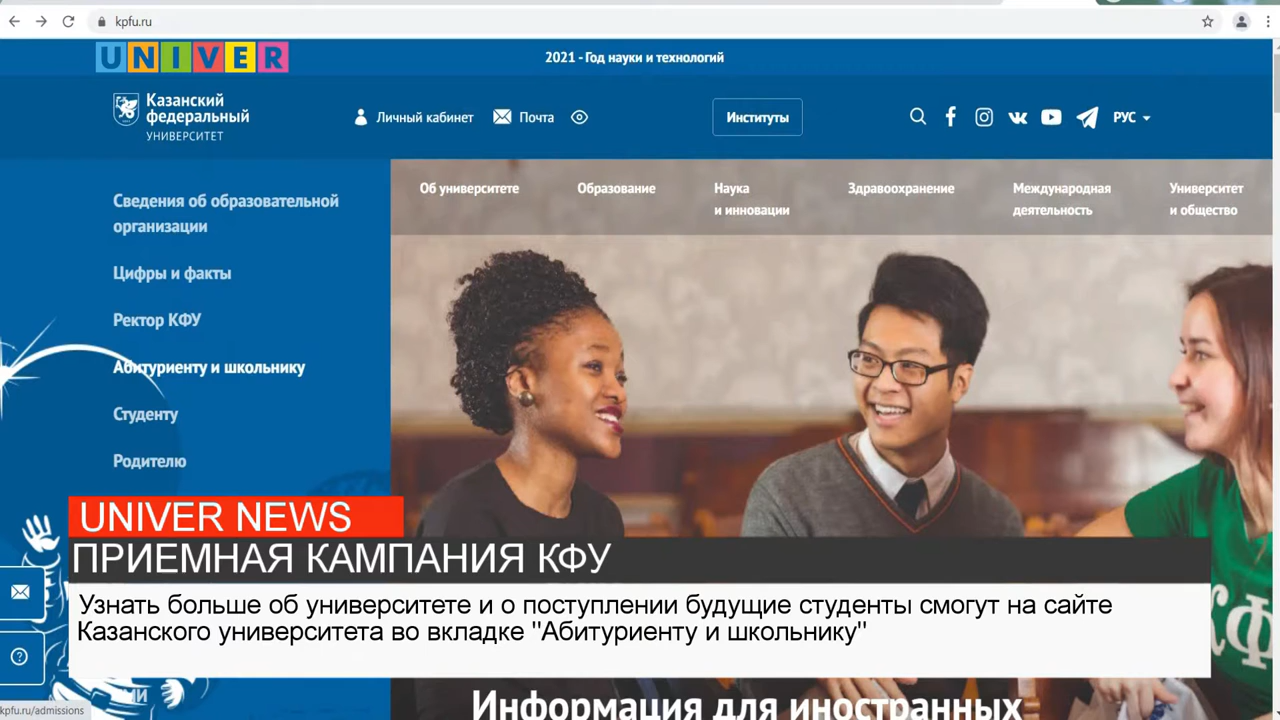 kpfu.ru
UNIVER
2021 - Год науки и технологий
Казанский
федеральный
УНИВЕРСИТЕТ
Личный кабинет
Почта
Институты
РУС
Об университете
Образование
Наука
и инновации
Здравоохранение
Международная
деятельность
Университет
и общество
Сведения об образовательной
организации
Цифры и факты
Ректор КФУ
Абитуриенту и школьнику
Студенту
Родителю
UNIVER NEWS
ПРИЕМНАЯ КАМПАНИЯ КФУ
Узнать больше об университете и о поступлении будущие студенты смогут на сайте
Казанского университета во вкладке "Абитуриенту и школьнику"
КФ
Информация для иностранных
kpfu.ru/admissions